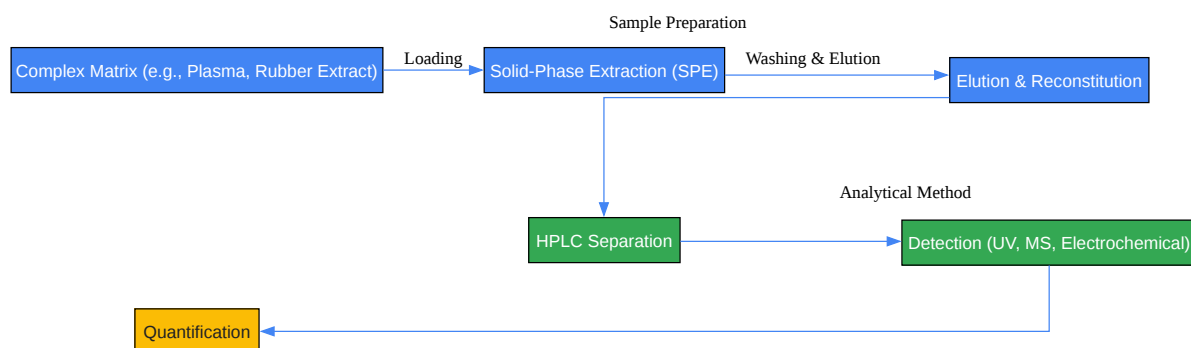 Sample Preparation
Complex Matrix (e.g., Plasma, Rubber Extract)
Loading
Solid-Phase Extraction (SPE)
Washing & Elution
Elution & Reconstitution
Analytical Method
HPLC Separation
Detection (UV, MS, Electrochemical)
Quantification